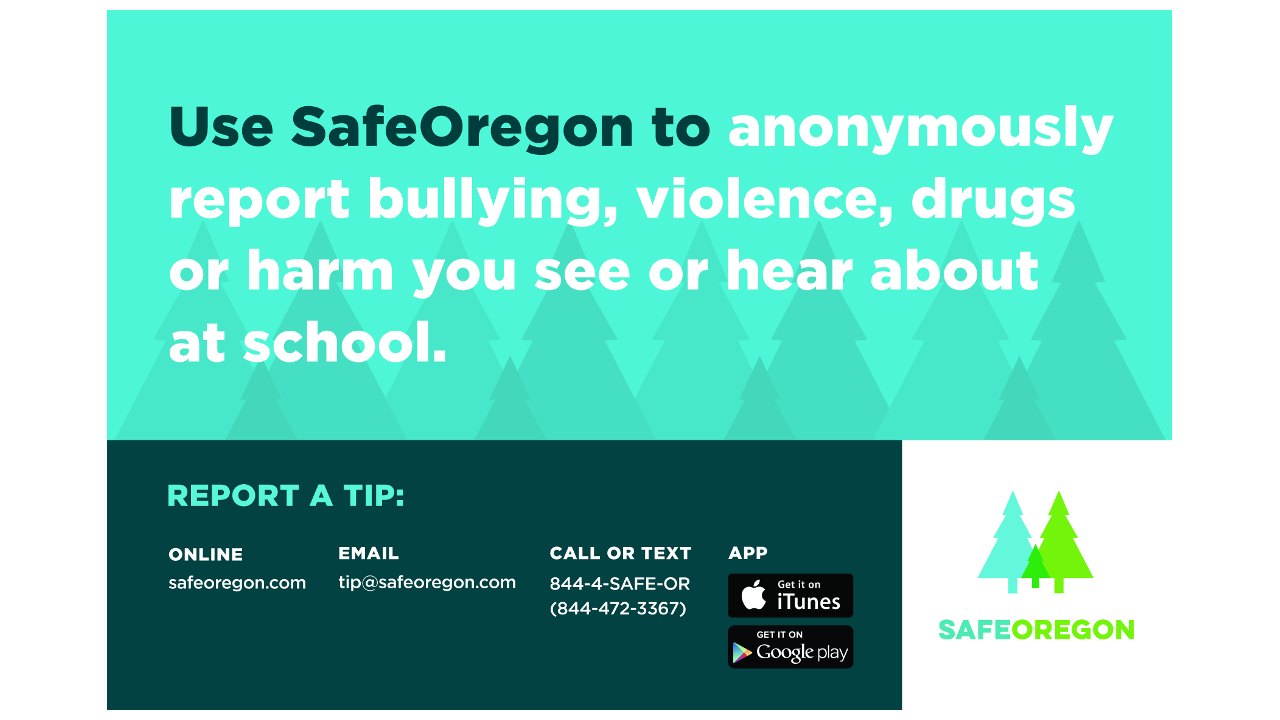 Use SafeOregon to anonymously
report bullying, violence, drugs
or harm you see or hear about
at school.
REPORT A TIP:
ONLINE
safeoregon.com
EMAIL
tip@safeoregon.com
CALL OR TEXT
844-4-SAFE-OR
(844-472-3367)
APP
Get it on
iTunes
GET IT ON
Google play
SAFEOREGON